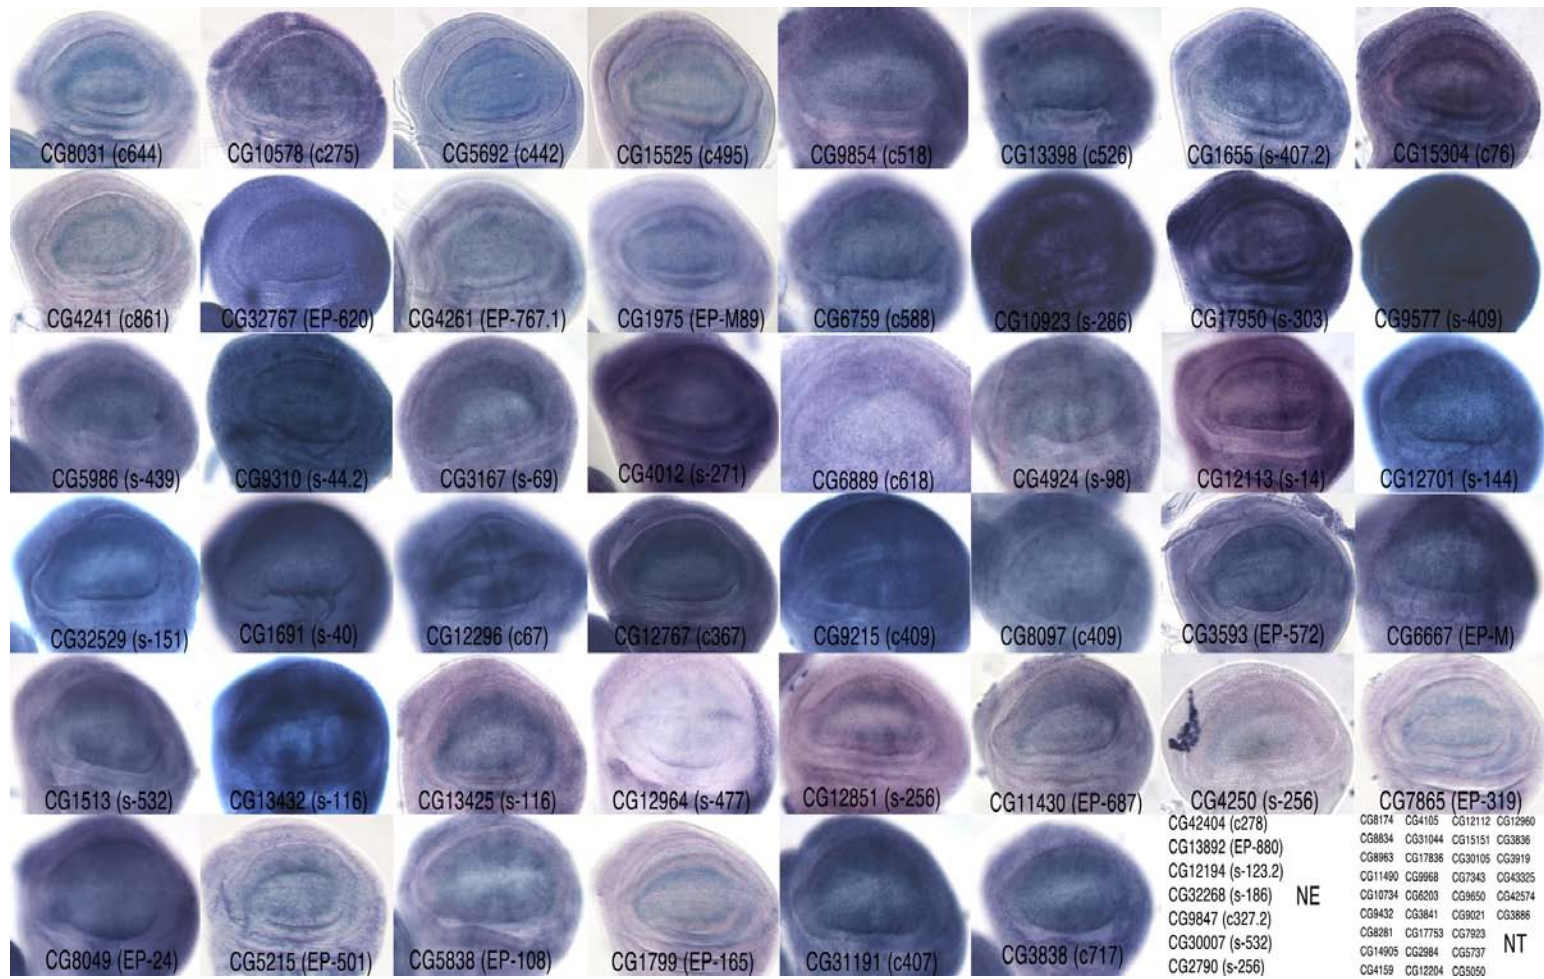 CG8031 (c644) CG10578 (c275) CG5692 (c442) CG15525 (c495) CG9854 (c518) CG13398 (c526) CG1655 (s-407.2) CG15304 (c76)
CG4241 (c861) CG32767 (EP-620) CG4261 (EP-767.1) CG1975 (EP-M89) CG6759 (c588) CG10923 (s-286) CG17950 (s-303) CG9577 (s-409)
CG5986 (s-439) CG9310 (s-44.2) CG3167 (s-69) CG4012 (s-271) CG6889 (c618) CG4924 (s-98) CG12113 (s-14) CG12701 (s-144)
CG32529 (s-151) CG1691 (s-40) CG12296 (c67) CG12767 (c367) CG9215 (c409) CG8097 (c409) CG3593 (EP-572) CG6667 (EP-M)
CG1513 (s-532) CG13432 (s-116) CG13425 (s-116) CG12964 (s-477) CG12851 (s-256) CG11430 (EP-687) CG4250 (s-256) CG7865 (EP-319)
CG8049 (EP-24) CG5215 (EP-501) CG5838 (EP-108) CG1799 (EP-165) CG31191 (c407) CG3838 (c717)
CG42404 (c278)
CG13892 (EP-880)
CG12194 (s-123.2)
CG32268 (s-186) NE
CG9847 (c327.2)
CG30007 (s-532)
CG2790 (s-256)
CG8174 CG4105 CG12112 CG12960
CG8834 CG31044 CG15151 CG3836
CG8963 CG17836 CG30105 CG3919
CG11490 CG9968 CG7343 CG43325
CG10734 CG6203 CG9650 CG42574
CG9432 CG3841 CG9021 CG3886
CG8281 CG17753 CG7923
NT
CG14905 CG2984 CG5737
CG4159 CG12204 CG5050